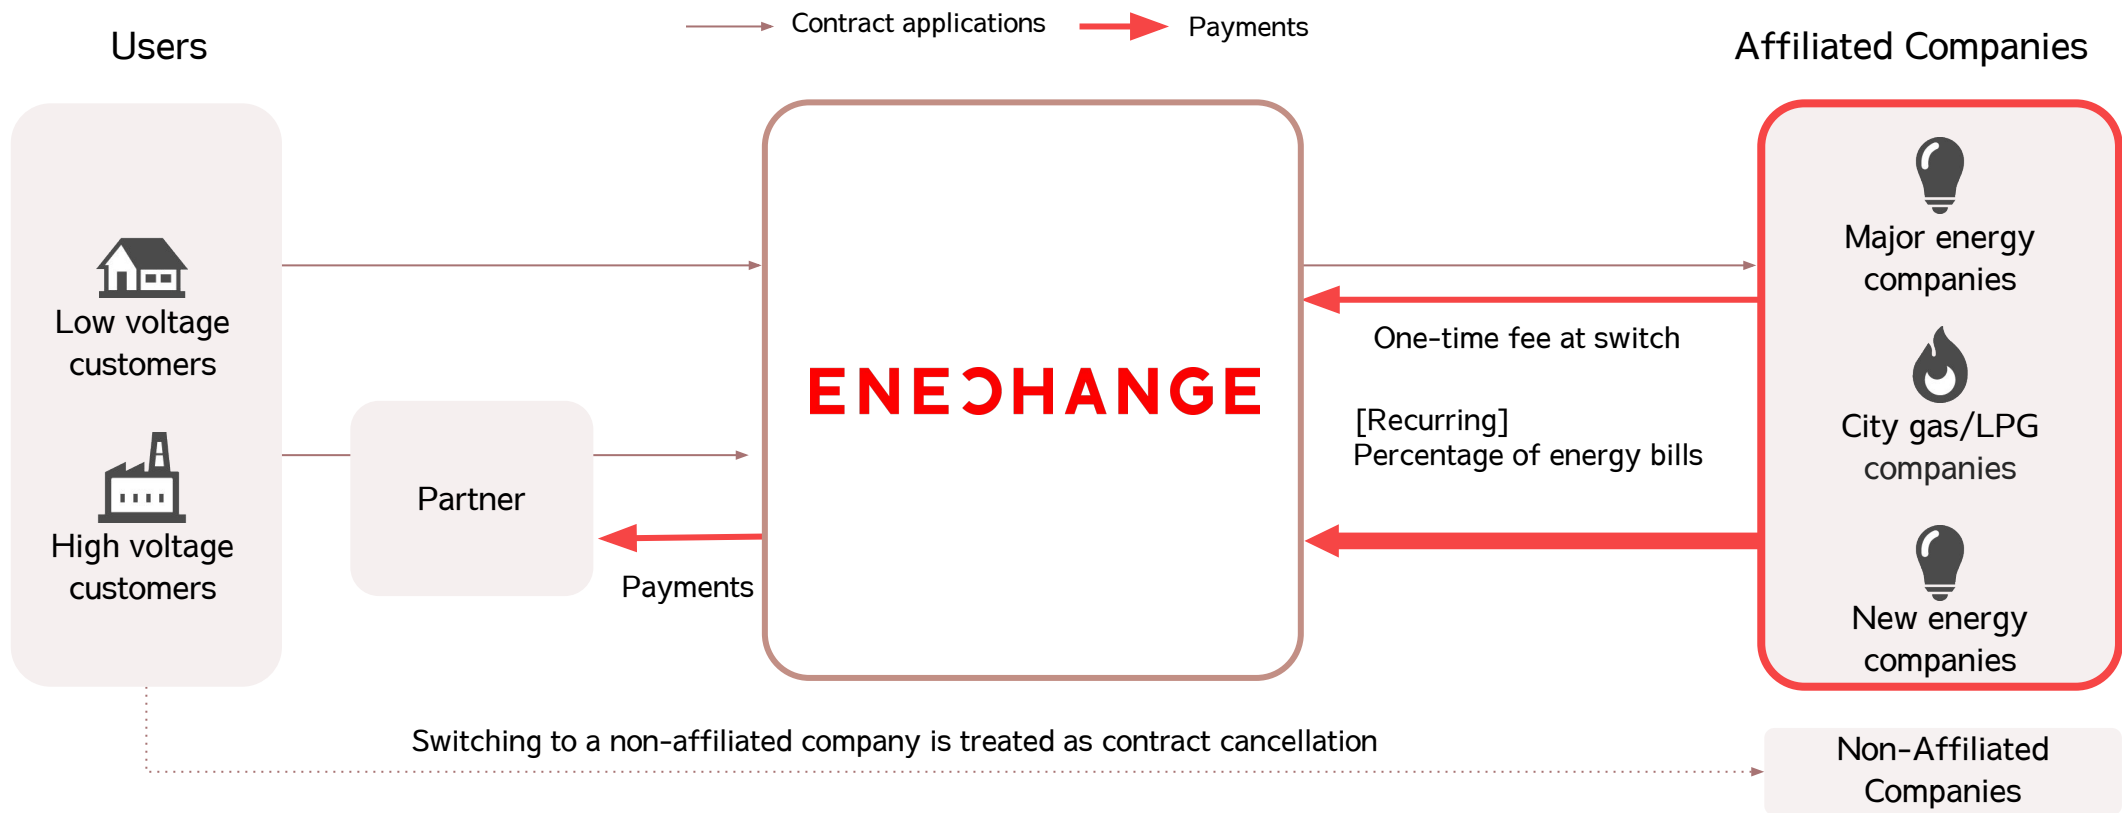 Contract applications
Payments
Users
Affiliated Companies
Low voltage
customers
High voltage
customers
Partner
Payments
ENECHANGE
One-time fee at switch
[Recurring]
Percentage of energy bills
Major energy
companies
City gas/LPG
companies
New energy
companies
Switching to a non-affiliated company is treated as contract cancellation
Non-Affiliated
Companies